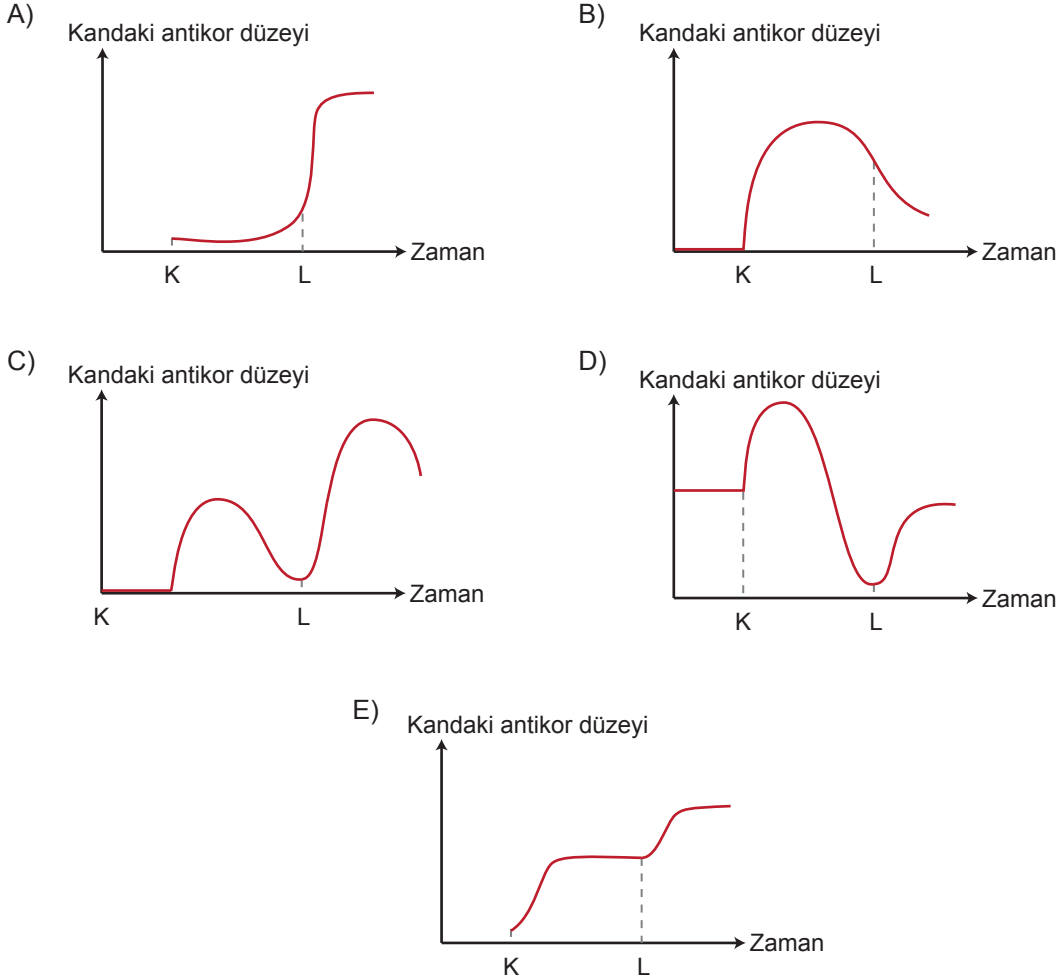 A)
Kandaki antikor düzeyi
Zaman
K
L
B)
Kandaki antikor düzeyi
Zaman
K
L
C)
Kandaki antikor düzeyi
Zaman
K
L
D)
Kandaki antikor düzeyi
Zaman
K
L
E)
Kandaki antikor düzeyi
Zaman
K
L